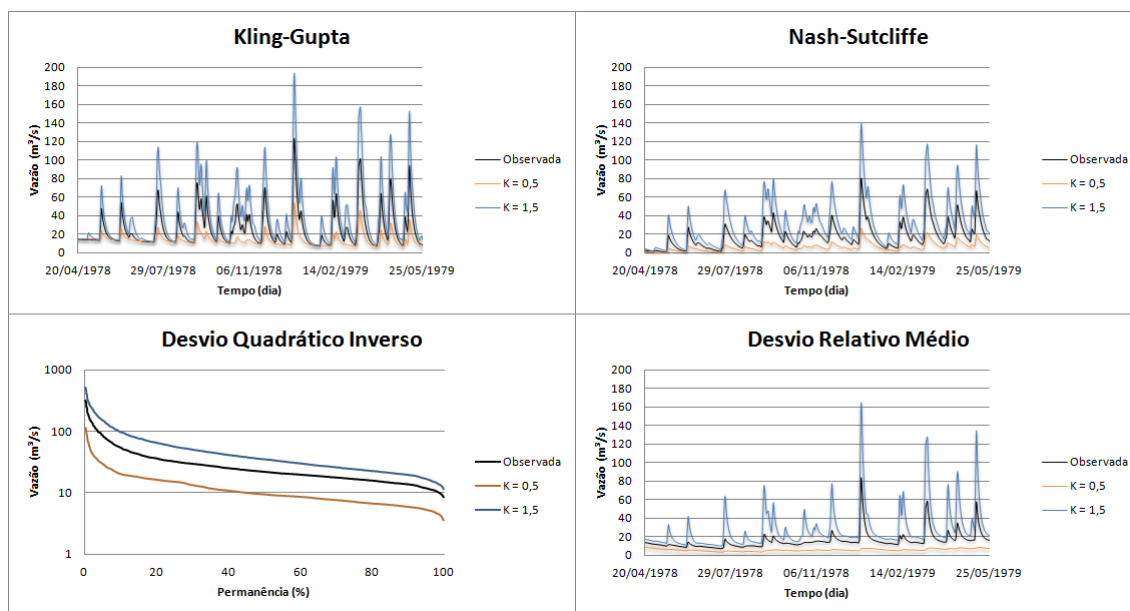 Kling-Gupta
Vazão (m³/s)
200
180
160
140
120
100
80
60
40
20
0
20/04/1978 29/07/1978 06/11/1978 14/02/1979 25/05/1979
Tempo (dia)
Observada
K = 0,5
K = 1,5
Nash-Sutcliffe
Vazão (m³/s)
200
180
160
140
120
100
80
60
40
20
0
20/04/1978 29/07/1978 06/11/1978 14/02/1979 25/05/1979
Tempo (dia)
Observada
K = 0,5
K = 1,5
Desvio Quadrático Inverso
Vazão (m³/s)
1000
100
10
1
0 20 40 60 80 100
Permanência (%)
Observada
K = 0,5
K = 1,5
Desvio Relativo Médio
Vazão (m³/s)
200
180
160
140
120
100
80
60
40
20
0
20/04/1978 29/07/1978 06/11/1978 14/02/1979 25/05/1979
Tempo (dia)
Observada
K = 0,5
K = 1,5